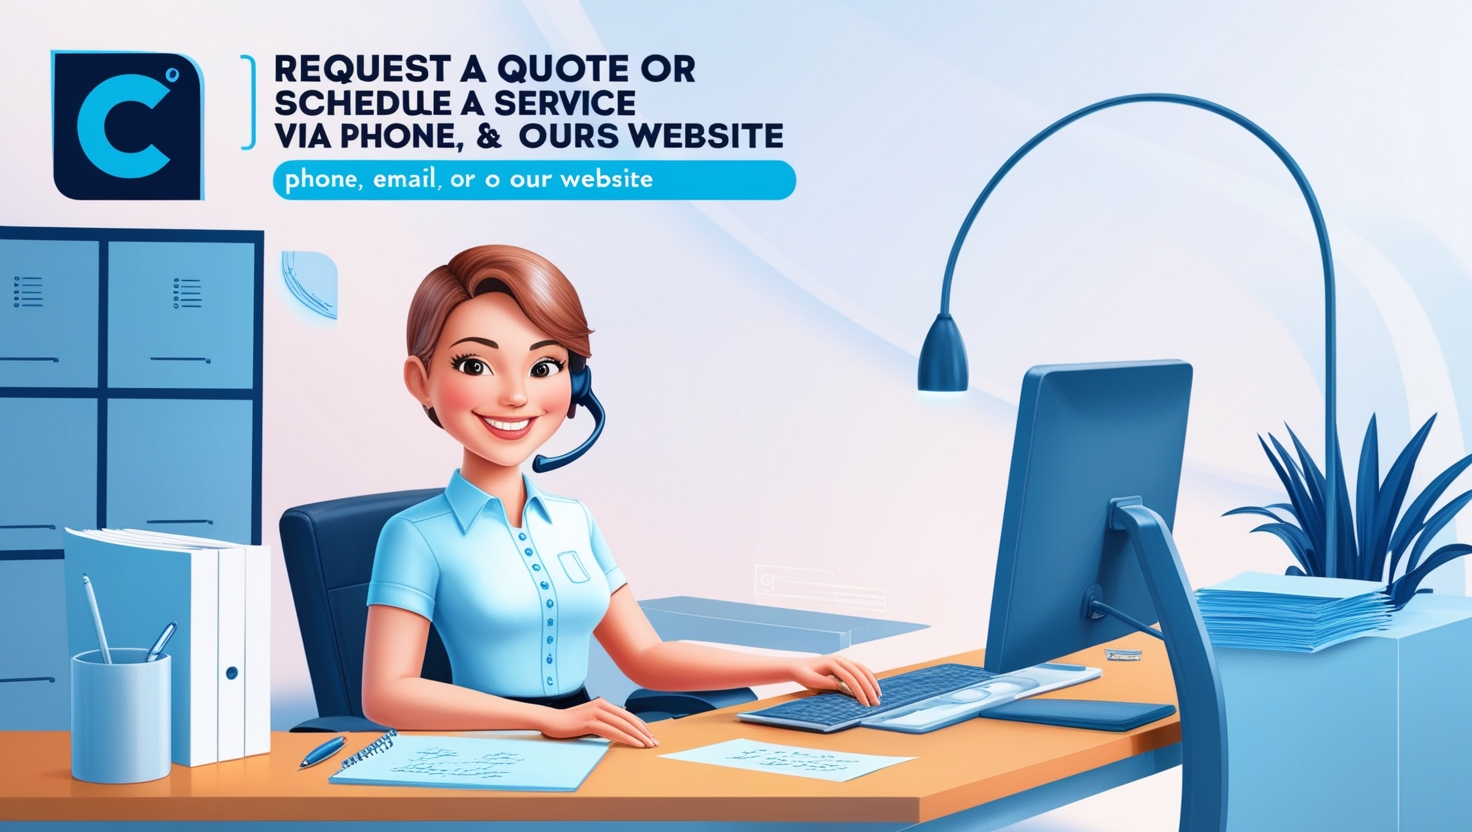 C
REQUEST A QUOTE OR
SCHEDULE A SERVICE
VIA PHONE, & OURS WEBSITE
phone, email, or o our website